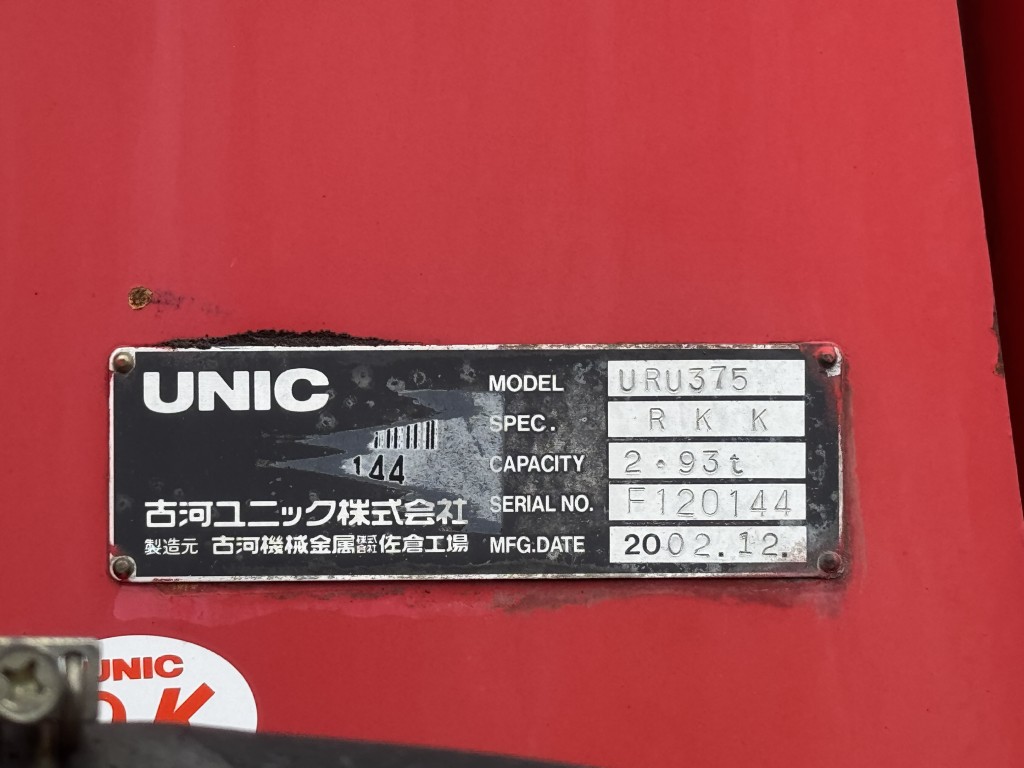 UNIC
MODEL URU375
SPEC. R K K
CAPACITY 2.93t
144
SERIAL NO. F120144
古河ユニック株式会社
製造元 古河機械金属株式会社佐倉工場
MFG.DATE 2002.12.
UNIC
K